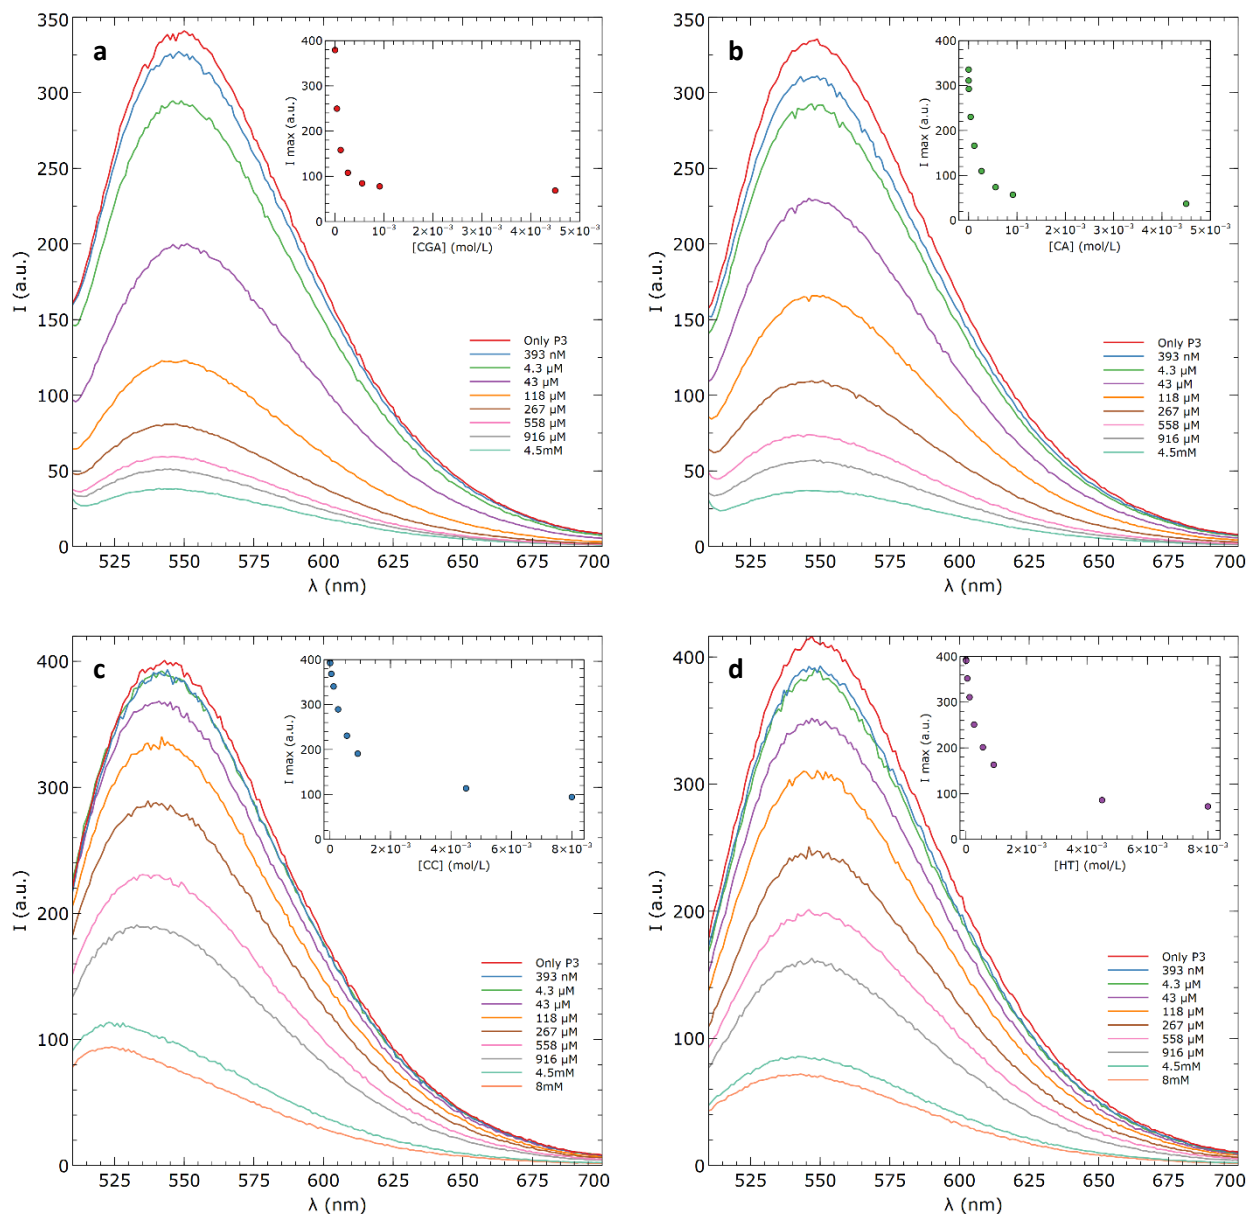 a
I (a.u.)
350
300
250
200
150
100
50
0
525 550 575 600 625 650 675 700
λ (nm)
I max (a.u.)
400
300
200
100
0
0 10⁻³ 2×10⁻³ 3×10⁻³ 4×10⁻³ 5×10⁻³
[CGA] (mol/L)
Only P3
393 nM
4.3 μM
43 μM
118 μM
267 μM
558 μM
916 μM
4.5mM
b
I (a.u.)
350
300
250
200
150
100
50
0
525 550 575 600 625 650 675 700
λ (nm)
I max (a.u.)
400
300
200
100
0
0 10⁻³ 2×10⁻³ 3×10⁻³ 4×10⁻³ 5×10⁻³
[CA] (mol/L)
Only P3
393 nM
4.3 μM
43 μM
118 μM
267 μM
558 μM
916 μM
4.5mM
c
I (a.u.)
400
300
200
100
0
525 550 575 600 625 650 675 700
λ (nm)
I max (a.u.)
400
300
200
100
0
0 2×10⁻³ 4×10⁻³ 6×10⁻³ 8×10⁻³
[CC] (mol/L)
Only P3
393 nM
4.3 μM
43 μM
118 μM
267 μM
558 μM
916 μM
4.5mM
8mM
d
I (a.u.)
400
300
200
100
0
525 550 575 600 625 650 675 700
λ (nm)
I max (a.u.)
400
300
200
100
0
0 2×10⁻³ 4×10⁻³ 6×10⁻³ 8×10⁻³
[HT] (mol/L)
Only P3
393 nM
4.3 μM
43 μM
118 μM
267 μM
558 μM
916 μM
4.5mM
8mM